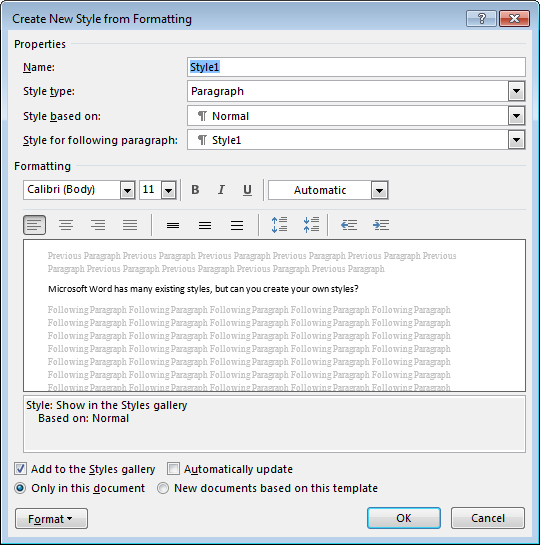 Create New Style from Formatting
Properties
Name: Style1
Style type: Paragraph
Style based on: ¶ Normal
Style for following paragraph: ¶ Style1
Formatting
Calibri (Body) 11 B I U Automatic
Previous Paragraph Previous Paragraph Previous Paragraph Previous Paragraph Previous Paragraph Previous
Paragraph Previous Paragraph Previous Paragraph Previous Paragraph Previous Paragraph
Microsoft Word has many existing styles, but can you create your own styles?
Following Paragraph Following Paragraph Following Paragraph Following Paragraph Following Paragraph
Following Paragraph Following Paragraph Following Paragraph Following Paragraph Following Paragraph
Following Paragraph Following Paragraph Following Paragraph Following Paragraph Following Paragraph
Following Paragraph Following Paragraph Following Paragraph Following Paragraph Following Paragraph
Following Paragraph Following Paragraph Following Paragraph Following Paragraph Following Paragraph
Following Paragraph Following Paragraph Following Paragraph Following Paragraph Following Paragraph
Following Paragraph Following Paragraph Following Paragraph Following Paragraph Following Paragraph
Style: Show in the Styles gallery
Based on: Normal
Add to the Styles gallery Automatically update
Only in this document New documents based on this template
Format OK Cancel